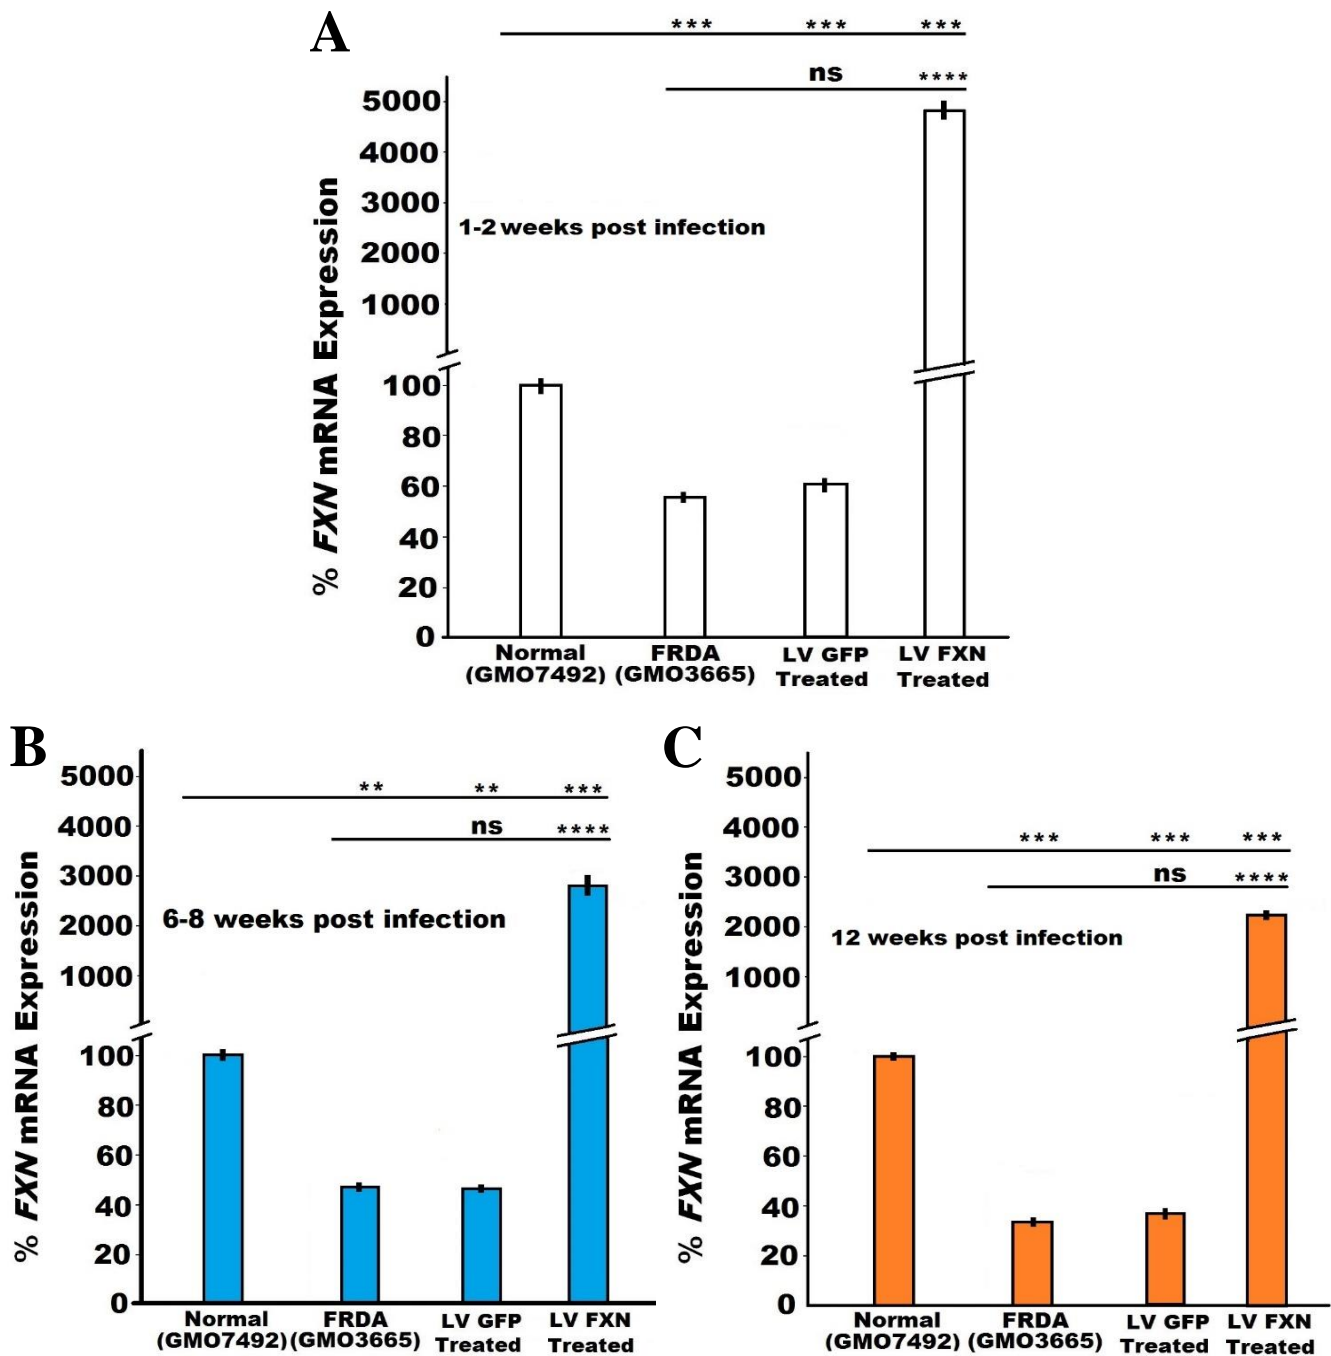 A
*** *** ***
ns ****
5000
4000
3000
2000
1000
100
80
60
40
20
0
% FXN mRNA Expression
1-2 weeks post infection
Normal
(GMO7492)
FRDA
(GMO3665)
LV GFP
Treated
LV FXN
Treated
B
** ** ***
ns ****
5000
4000
3000
2000
1000
100
80
60
40
20
0
% FXN mRNA Expression
6-8 weeks post infection
Normal
(GMO7492)
FRDA
(GMO3665)
LV GFP
Treated
LV FXN
Treated
C
*** *** ***
ns ****
5000
4000
3000
2000
1000
100
80
60
40
20
0
% FXN mRNA Expression
12 weeks post infection
Normal
(GMO7492)
FRDA
(GMO3665)
LV GFP
Treated
LV FXN
Treated